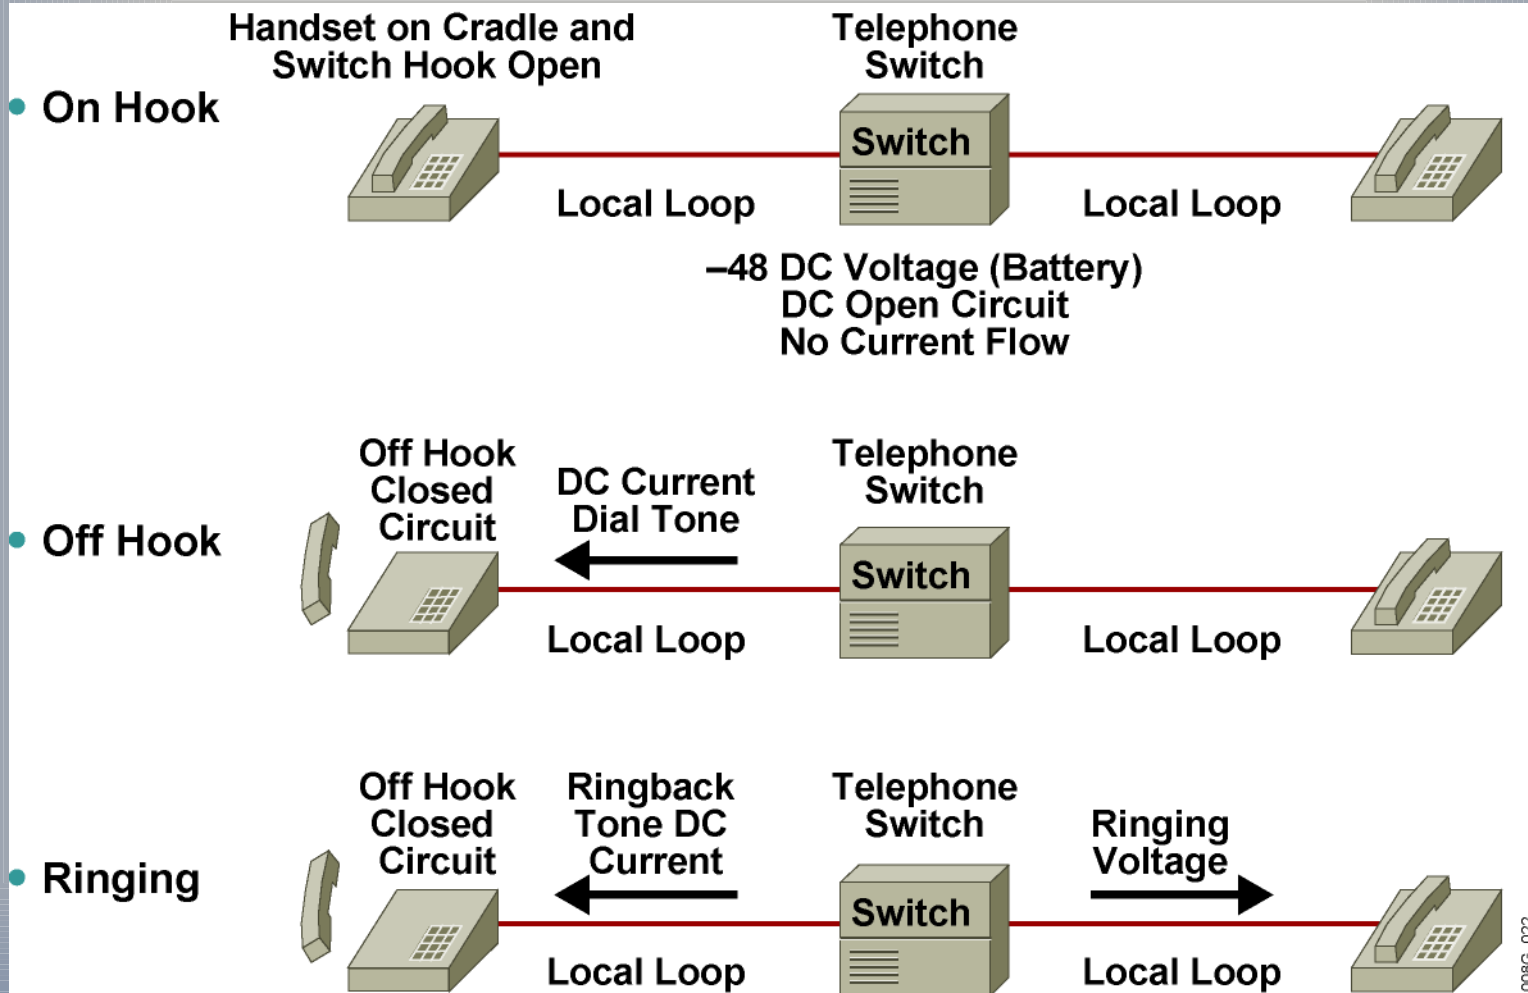 Handset on Cradle and
Switch Hook Open
Telephone
Switch
• On Hook
Switch
Local Loop
Local Loop
–48 DC Voltage (Battery)
DC Open Circuit
No Current Flow
Off Hook
Closed
Circuit
DC Current
Dial Tone
Telephone
Switch
• Off Hook
Switch
Local Loop
Local Loop
Off Hook
Closed
Circuit
Ringback
Tone DC
Current
Telephone
Switch
Ringing
Voltage
• Ringing
Switch
Local Loop
Local Loop